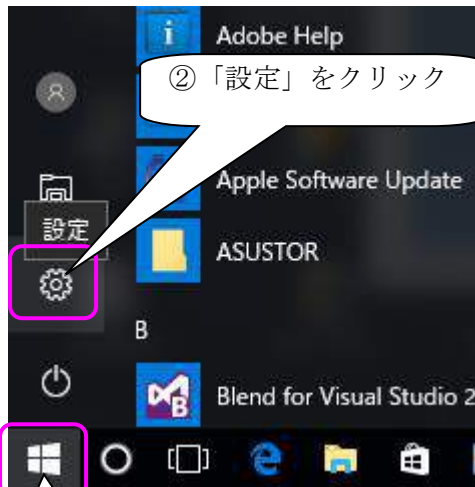 Adobe Help
②「設定」をクリック
Apple Software Update
設定
ASUSTOR
B
Blend for Visual Studio 2